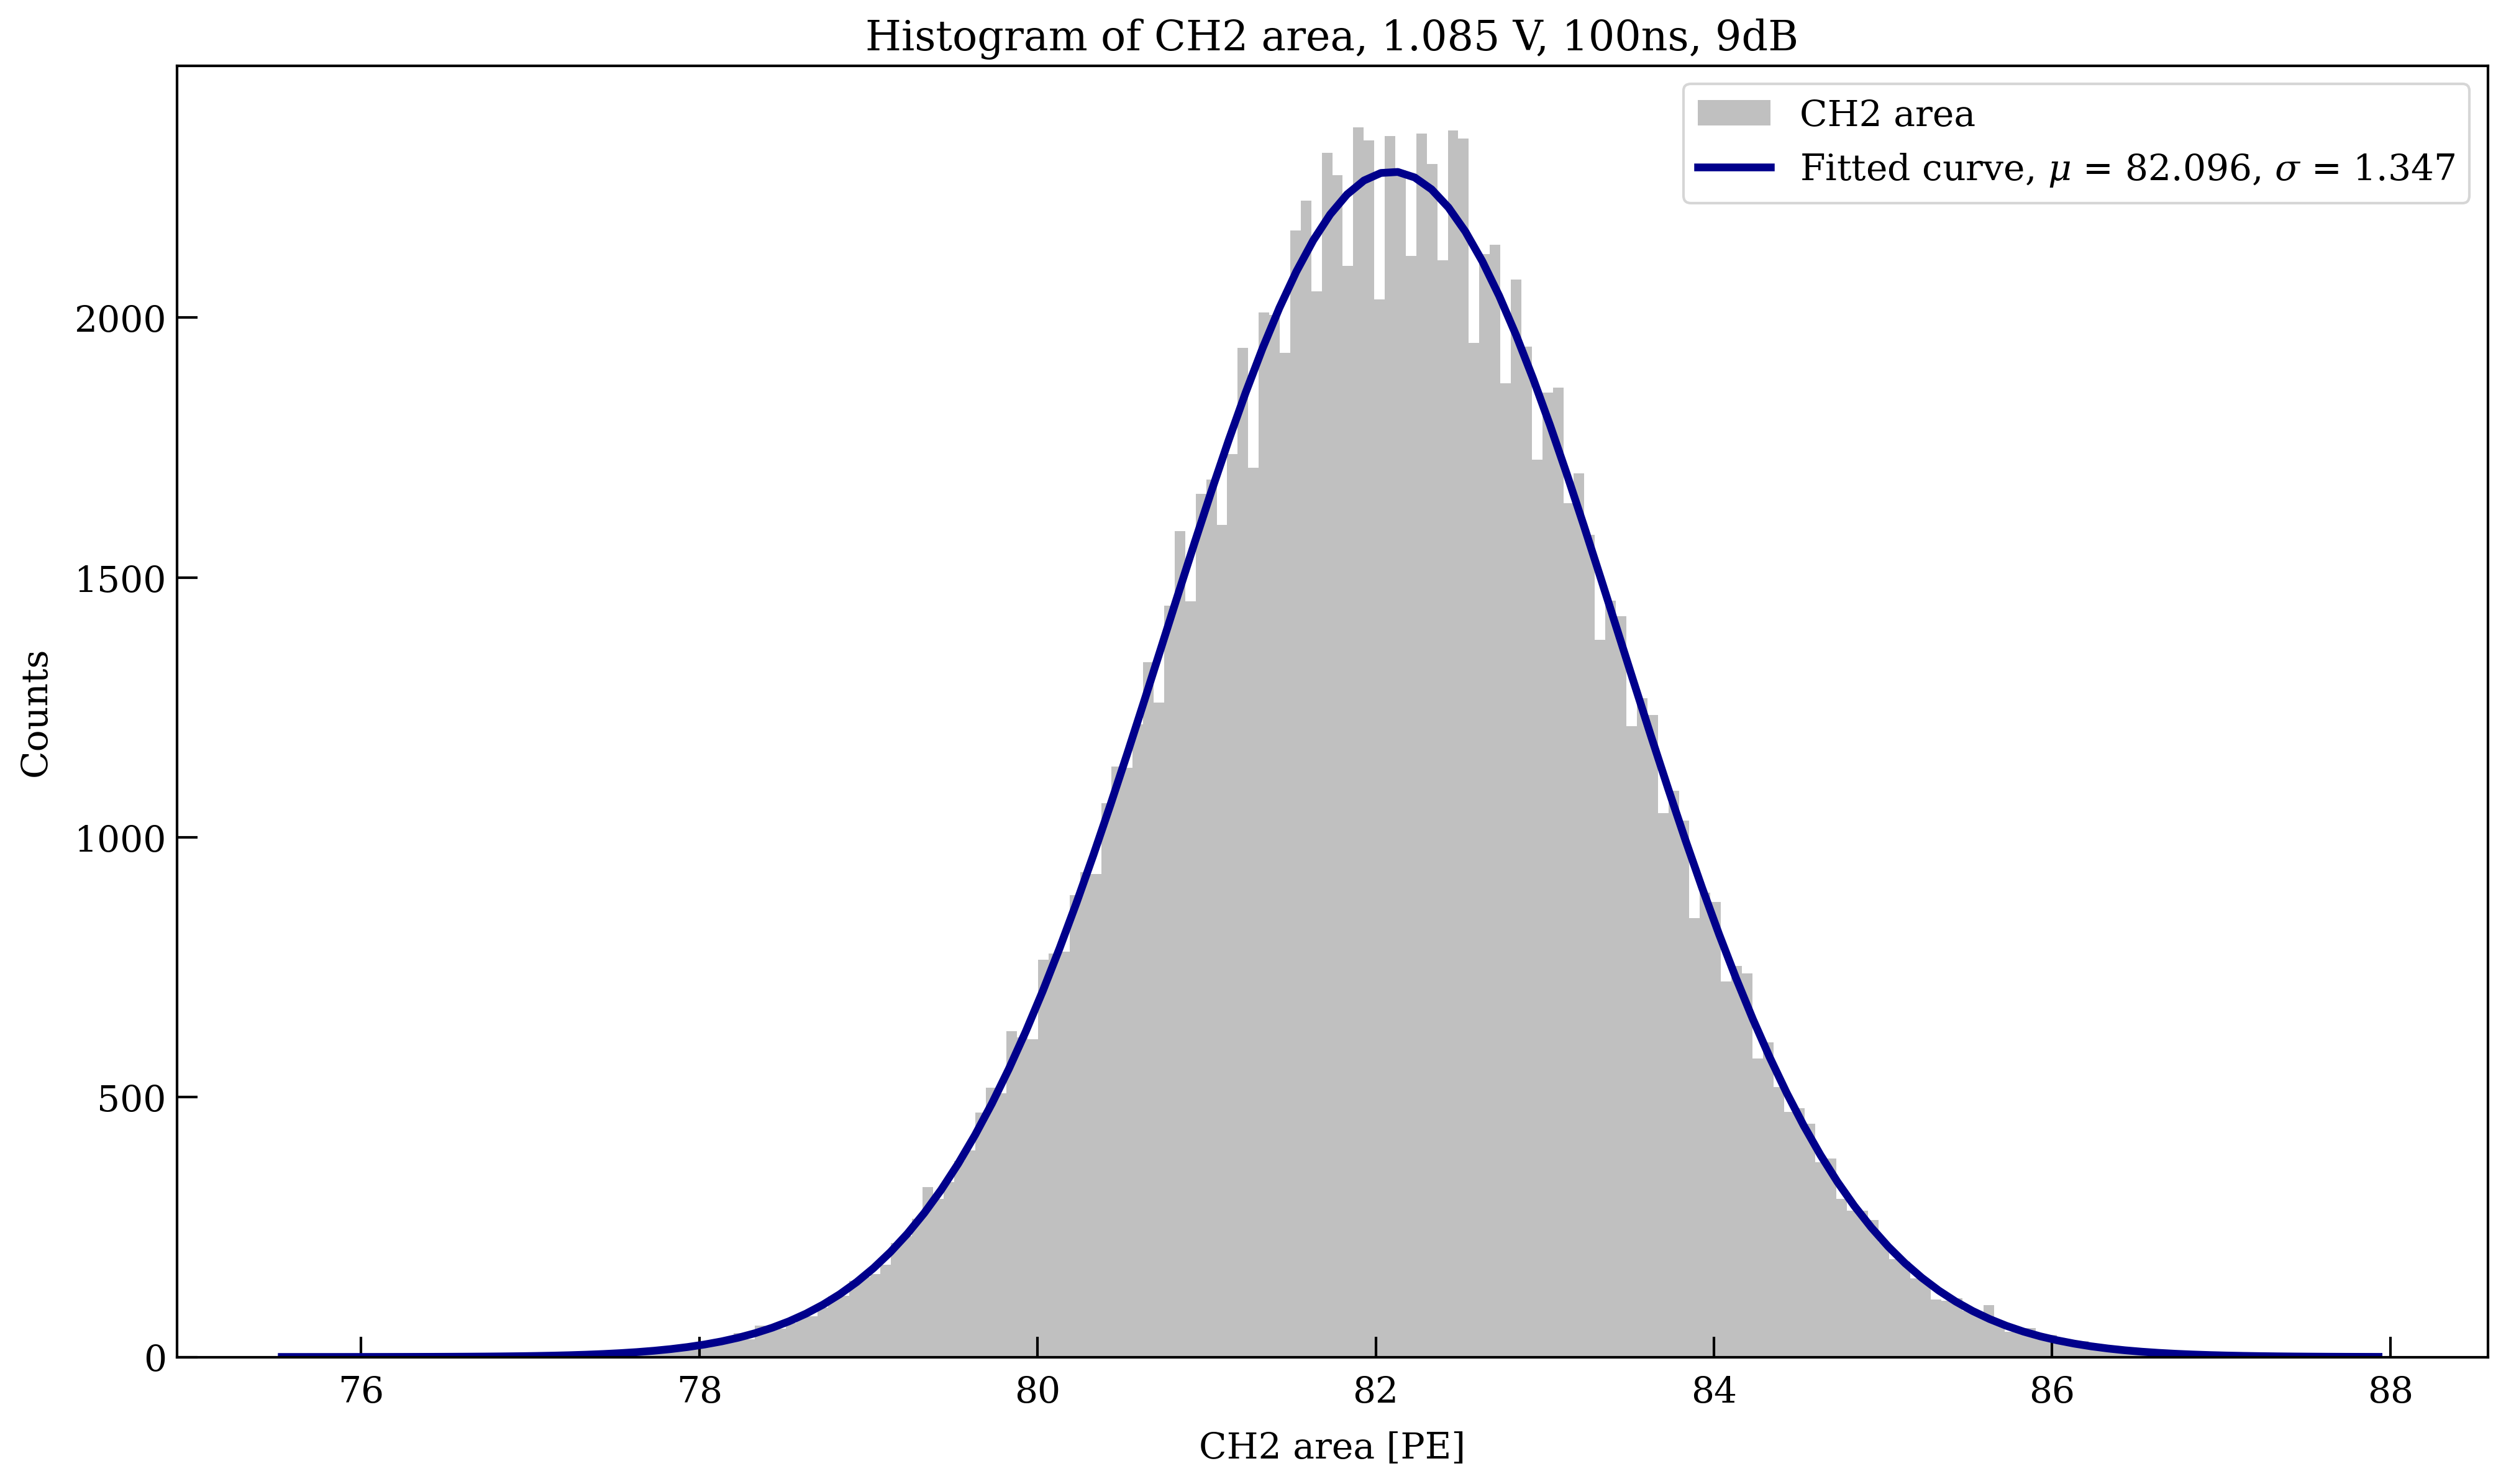 Histogram of CH2 area, 1.085 V, 100ns, 9dB
CH2 area
Fitted curve, μ = 82.096, σ = 1.347
2000
1500
1000
500
0
Counts
76 78 80 82 84 86 88
CH2 area [PE]